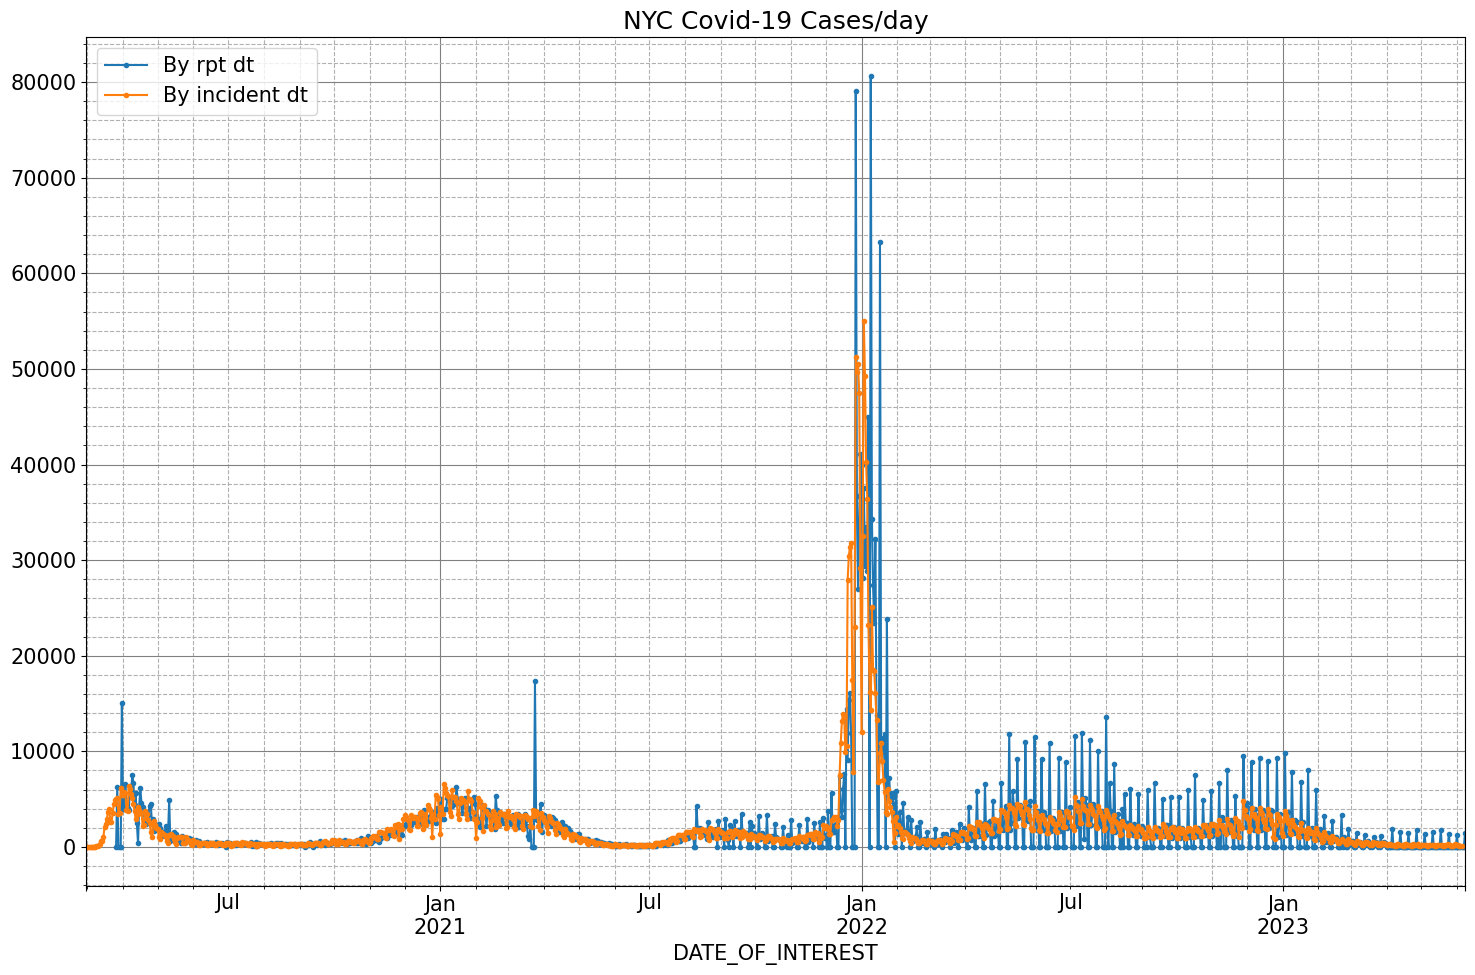 NYC Covid-19 Cases/day
By rpt dt
By incident dt
80000
70000
60000
50000
40000
30000
20000
10000
0
Jul
Jan
2021
Jul
Jan
2022
Jul
Jan
2023
DATE_OF_INTEREST